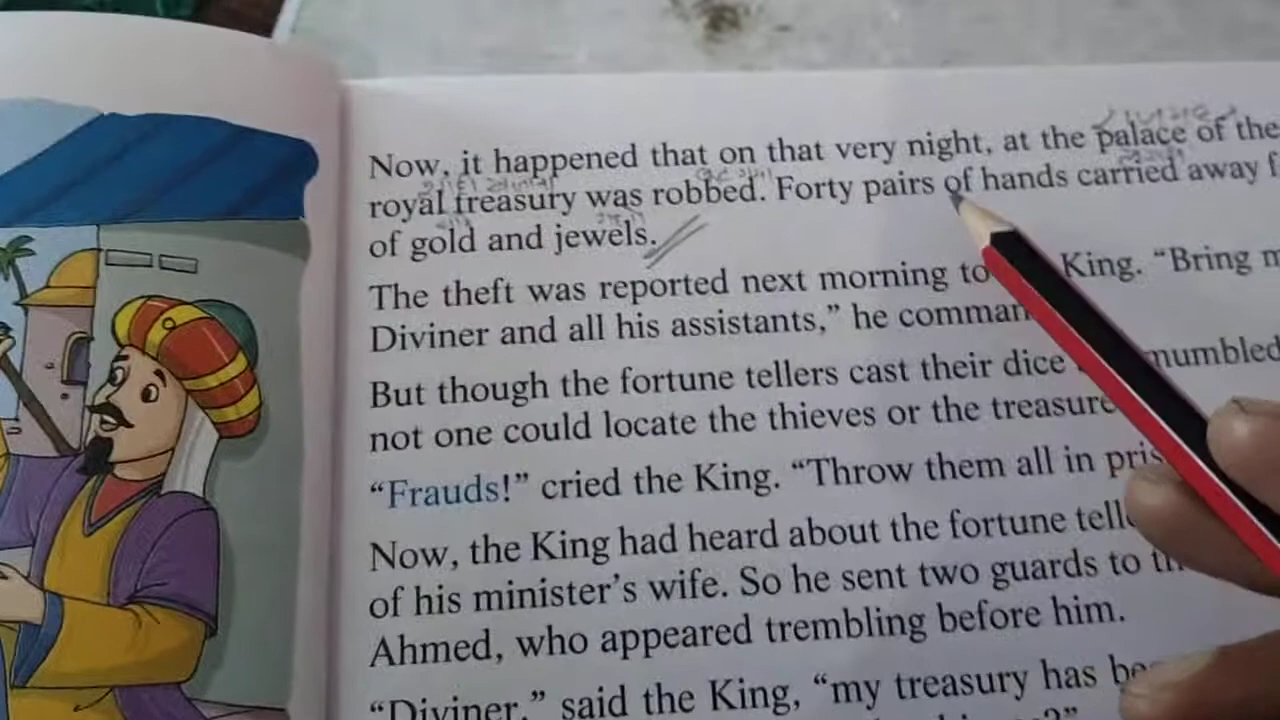 Now, it happened that on that very night, at the palace of the
royal treasury was robbed. Forty pairs of hands carried away
of gold and jewels.
The theft was reported next morning to King. “Bring
Diviner and all his assistants,” he
But though the fortune tellers cast their dice mumbled
not one could locate the thieves or the treasure
“Frauds!” cried the King. “Throw them all in
Now, the King had heard about the fortune
of his minister’s wife. So he sent two guards to
Ahmed, who appeared trembling before him.
“Diviner,” said the King, “my treasury has